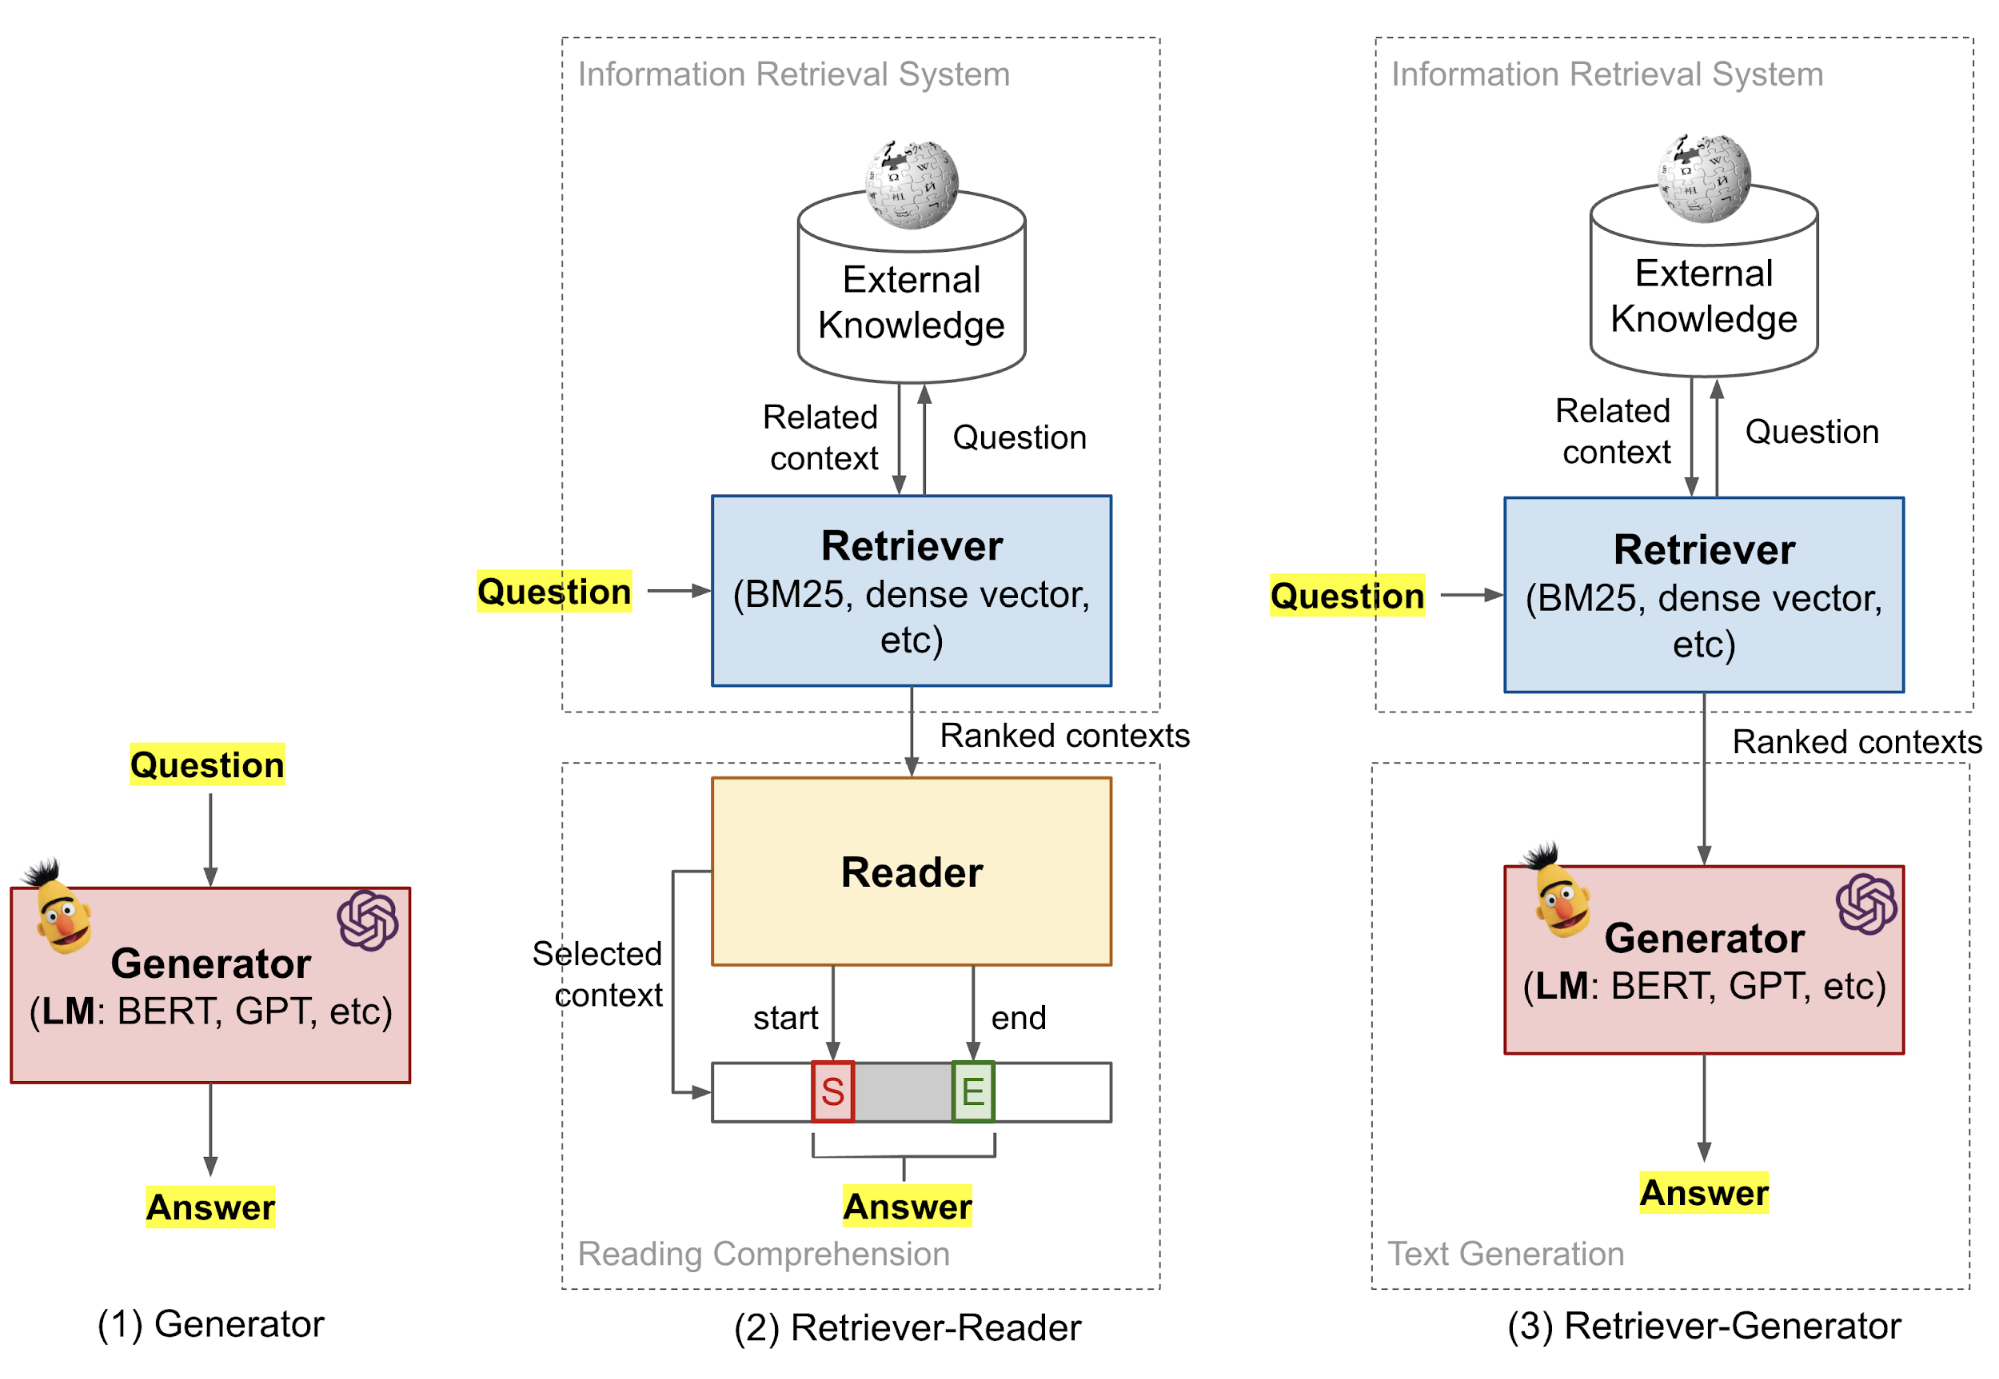 Question
Generator
(LM: BERT, GPT, etc)
Answer
(1) Generator
Information Retrieval System
External
Knowledge
Related
context
Question
Question
Retriever
(BM25, dense vector,
etc)
Ranked contexts
Reader
Selected
context
start
end
S
E
Answer
Reading Comprehension
(2) Retriever-Reader
Information Retrieval System
External
Knowledge
Related
context
Question
Question
Retriever
(BM25, dense vector,
etc)
Ranked contexts
Generator
(LM: BERT, GPT, etc)
Answer
Text Generation
(3) Retriever-Generator